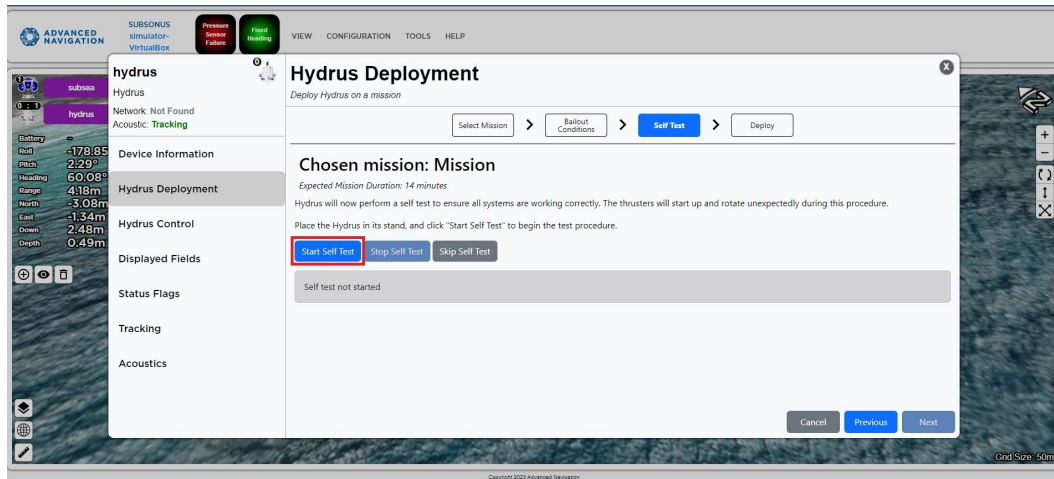 ADVANCED
NAVIGATION
SUBSONUS
simulator-
VirtualBox
Pressure
Sensor
Failure
Fixed
Heading
VIEW CONFIGURATION TOOLS HELP
1
subsea
0 : 1
hydrus
Battery -
Roll -178.85
Pitch 2.29°
Heading 60.08°
Range 4.18m
North -3.08m
East -1.34m
Down 2.48m
Depth 0.49m
hydrus
0
Hydrus
Network: Not Found
Acoustic: Tracking
Device Information
Hydrus Deployment
Hydrus Control
Displayed Fields
Status Flags
Tracking
Acoustics
Hydrus Deployment
X
Deploy Hydrus on a mission
Select Mission
Bailout
Conditions
Self Test
Deploy
Chosen mission: Mission
Expected Mission Duration: 14 minutes
Hydrus will now perform a self test to ensure all systems are working correctly. The thrusters will start up and rotate unexpectedly during this procedure.
Place the Hydrus in its stand, and click "Start Self Test" to begin the test procedure.
Start Self Test Stop Self Test Skip Self Test
Self test not started
Cancel Previous Next
Grid Size: 50m
Copyright 2023 Advanced Navigation